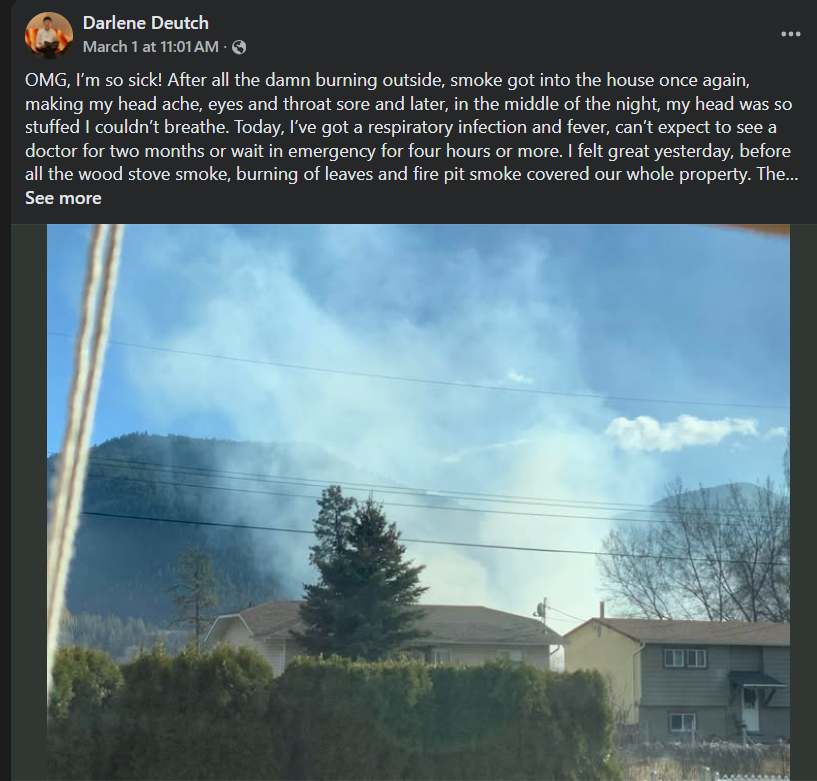 Darlene Deutch
March 1 at 11:01 AM ·
OMG, I'm so sick! After all the damn burning outside, smoke got into the house once again,
making my head ache, eyes and throat sore and later, in the middle of the night, my head was so
stuffed I couldn't breathe. Today, I've got a respiratory infection and fever, can't expect to see a
doctor for two months or wait in emergency for four hours or more. I felt great yesterday, before
all the wood stove smoke, burning of leaves and fire pit smoke covered our whole property. The...
See more